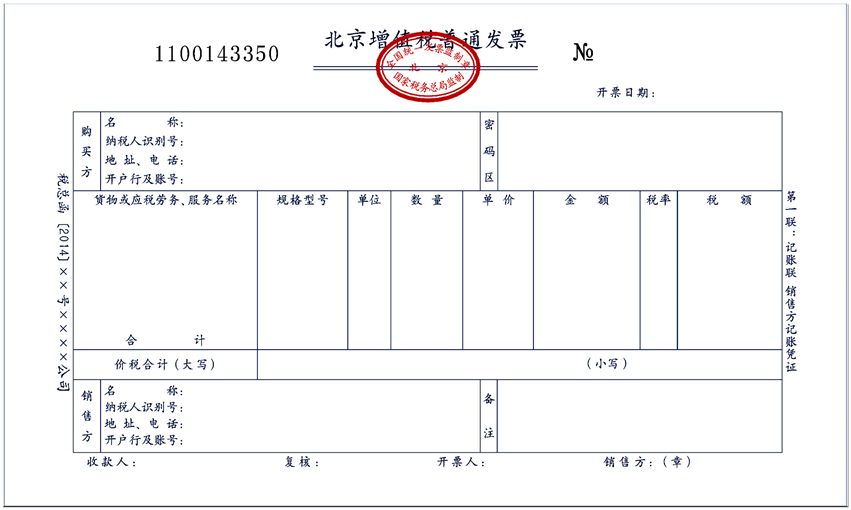 北京增值税普通发票
1100143350
№
全国统一发票监制章
北 京
国家税务总局监制
开票日期：
购买方
名 称：
纳税人识别号：
地 址、电 话：
开户行及账号：
密码区
货物或应税劳务、服务名称 规格型号 单位 数 量 单 价 金 额 税率 税 额
合 计
价税合计（大写） （小写）
销售方
名 称：
纳税人识别号：
地 址、电 话：
开户行及账号：
备注
收款人： 复核： 开票人： 销售方：（章）
税总函〔2014〕××号××××公司
第一联：记账联 销售方记账凭证